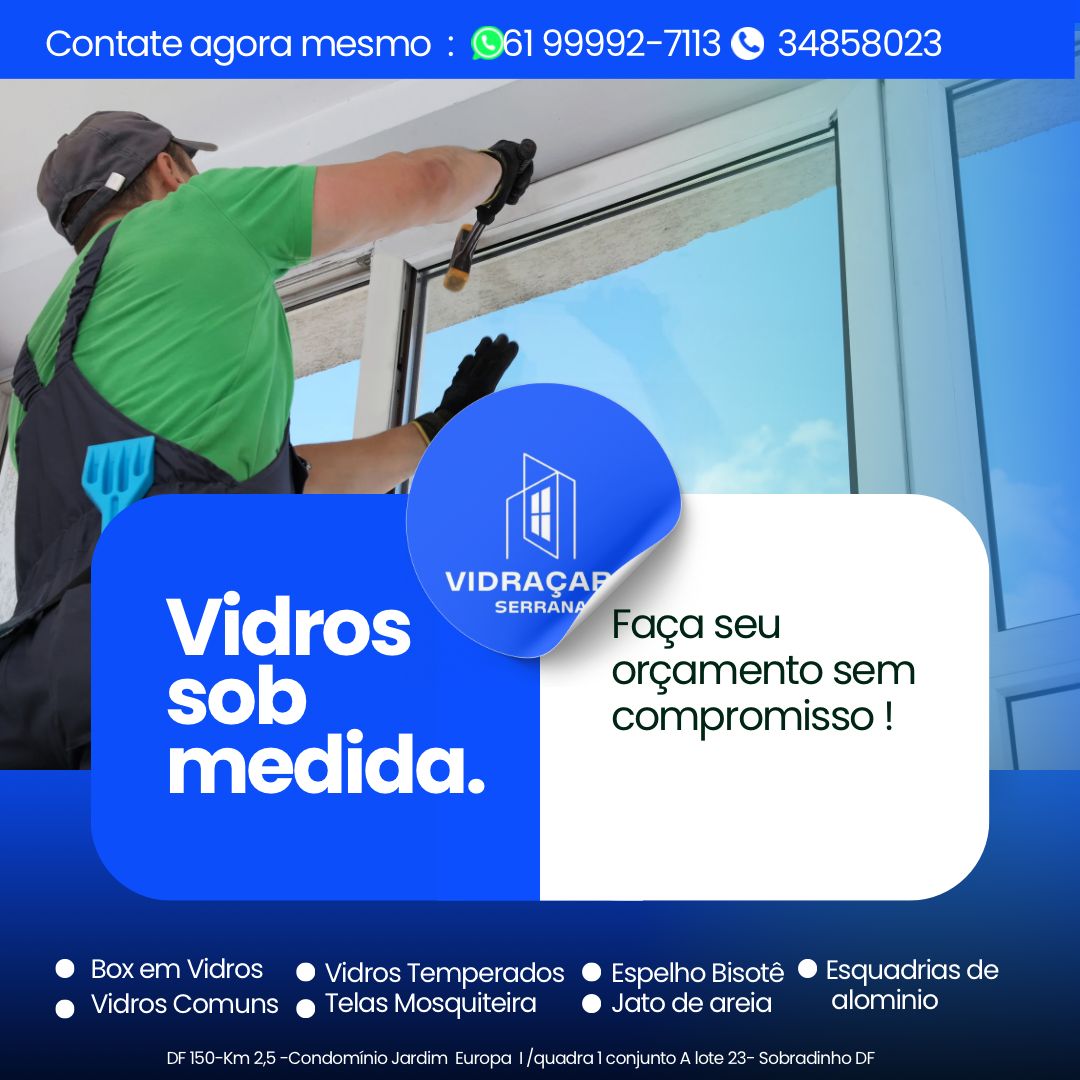 Contate agora mesmo : 61 99992-7113 34858023
VIDRAÇAR
SERRANA
Vidros
sob
medida.
Faça seu
orçamento sem
compromisso !
Box em Vidros
Vidros Comuns
Vidros Temperados
Telas Mosquiteira
Espelho Bisotê
Jato de areia
Esquadrias de
alominio
DF 150-Km 2,5 -Condomínio Jardim Europa I /quadra 1 conjunto A lote 23- Sobradinho DF